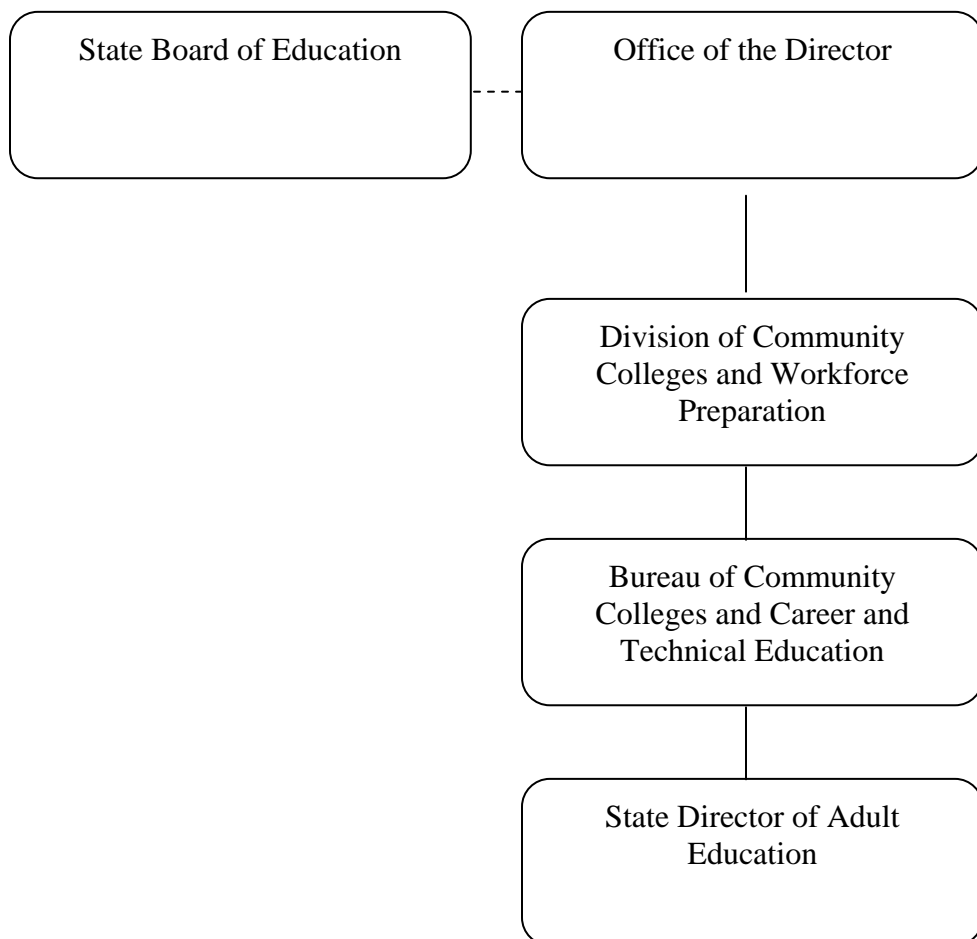 State Board of Education
Office of the Director
Division of Community
Colleges and Workforce
Preparation
Bureau of Community
Colleges and Career and
Technical Education
State Director of Adult
Education